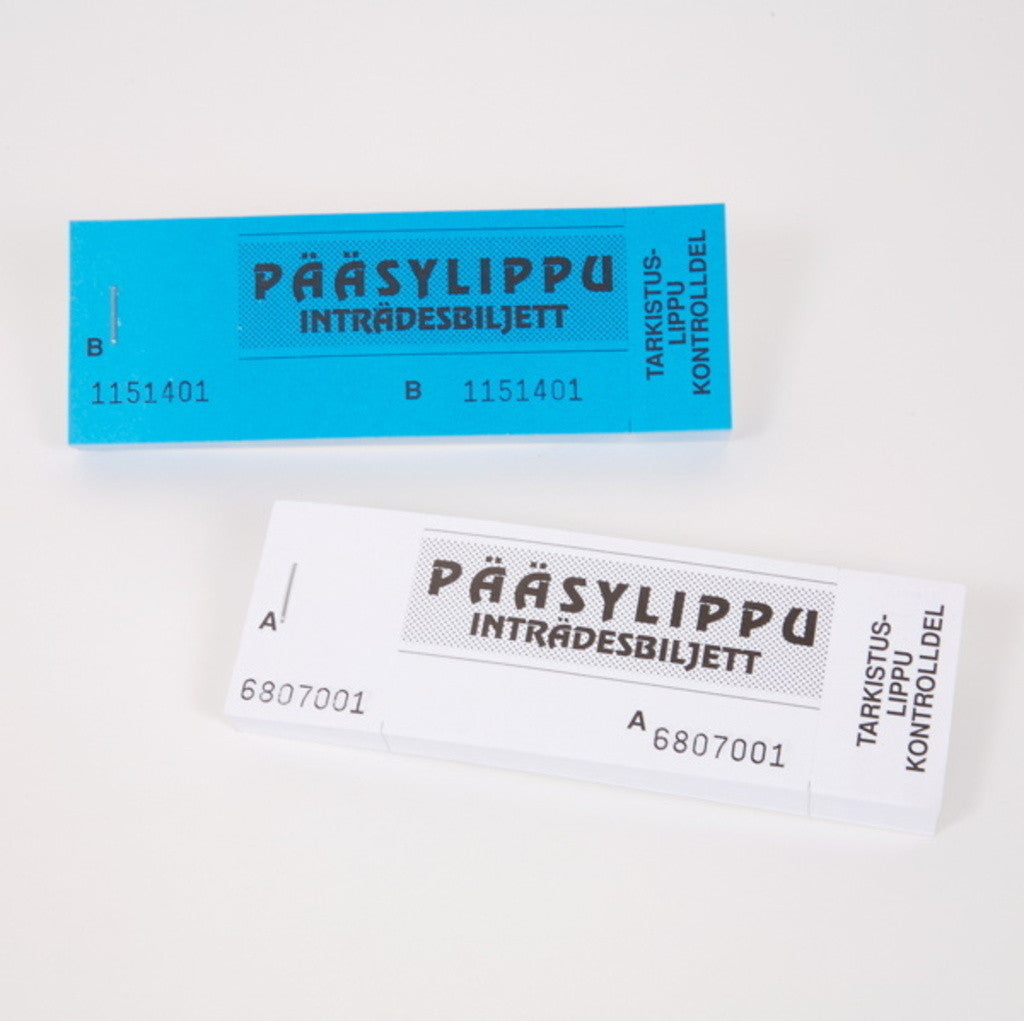 PÄÄSYLIPPU
INTRÄDESBILJETT
B
1151401
B 1151401
TARKISTUS-
LIPPU
KONTROLLDEL
PÄÄSYLIPPU
INTRÄDESBILJETT
A
6807001
A 6807001
TARKISTUS-
LIPPU
KONTROLLDEL